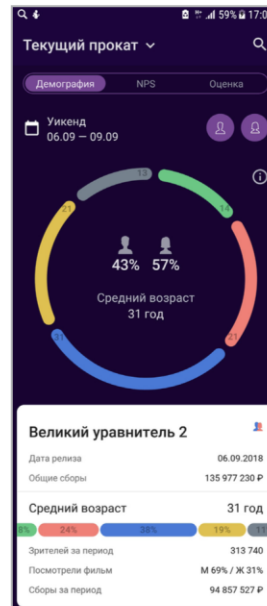 59% 17:0
Текущий прокат
Демография NPS Оценка
Уикенд
06.09 — 09.09
13
14
21
21
31
43% 57%
Средний возраст
31 год
Великий уравнитель 2
Дата релиза 06.09.2018
Общие сборы 135 977 230 ₽
Средний возраст 31 год
8% 24% 38% 19% 11
Зрителей за период 313 740
Посмотрели фильм М 69% / Ж 31%
Сборы за период 94 857 527 ₽